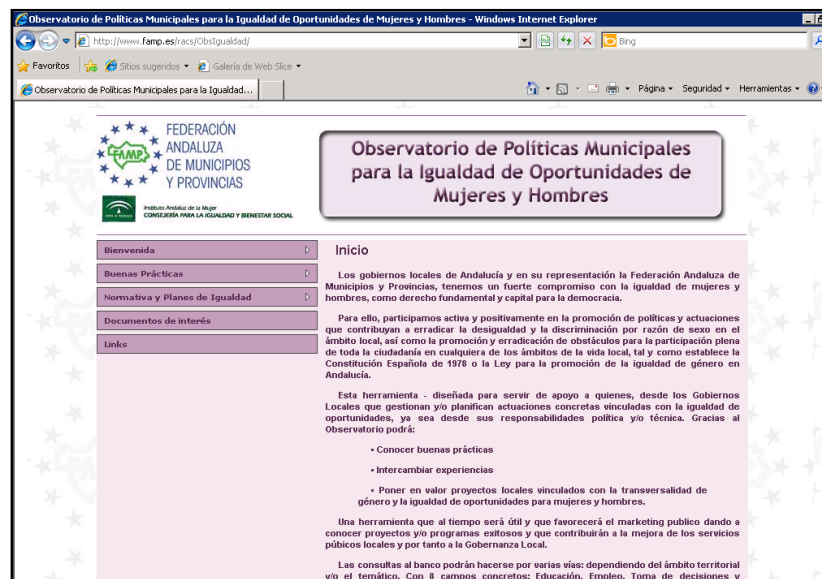 Observatorio de Políticas Municipales para la Igualdad de Oportunidades de Mujeres y Hombres - Windows Internet Explorer
http://www.famp.es/racs/ObsIgualdad/
Bing
Favoritos
Sitios sugeridos
Galería de Web Slice
Observatorio de Políticas Municipales para la Igualdad...
Página
Seguridad
Herramientas
FEDERACIÓN
ANDALUZA
DE MUNICIPIOS
Y PROVINCIAS
FAMP
Instituto Andaluz de la Mujer
CONSEJERÍA PARA LA IGUALDAD Y BIENESTAR SOCIAL
Observatorio de Políticas Municipales
para la Igualdad de Oportunidades de
Mujeres y Hombres
Bienvenida
Buenas Prácticas
Normativa y Planes de Igualdad
Documentos de interés
Links
Inicio
Los gobiernos locales de Andalucía y en su representación la Federación Andaluza de
Municipios y Provincias, tenemos un fuerte compromiso con la igualdad de mujeres y
hombres, como derecho fundamental y capital para la democracia.
Para ello, participamos activa y positivamente en la promoción de políticas y actuaciones
que contribuyan a erradicar la desigualdad y la discriminación por razón de sexo en el
ámbito local, así como la promoción y erradicación de obstáculos para la participación plena
de toda la ciudadanía en cualquiera de los ámbitos de la vida local, tal y como establece la
Constitución Española de 1978 o la Ley para la promoción de la igualdad de género en
Andalucía.
Esta herramienta - diseñada para servir de apoyo a quienes, desde los Gobiernos
Locales que gestionan y/o planifican actuaciones concretas vinculadas con la igualdad de
oportunidades, ya sea desde sus responsabilidades política y/o técnica. Gracias al
Observatorio podrá:
▪ Conocer buenas prácticas
▪ Intercambiar experiencias
▪ Poner en valor proyectos locales vinculados con la transversalidad de
género y la igualdad de oportunidades para mujeres y hombres.
Una herramienta que al tiempo será útil y que favorecerá el marketing publico dando a
conocer proyectos y/o programas exitosos y que contribuirán a la mejora de los servicios
púbicos locales y por tanto a la Gobernanza Local.
Las consultas al banco podrán hacerse por varias vías: dependiendo del ámbito territorial
y/o el temático. Con 8 campos concretos: Educación, Empleo, Toma de decisiones y